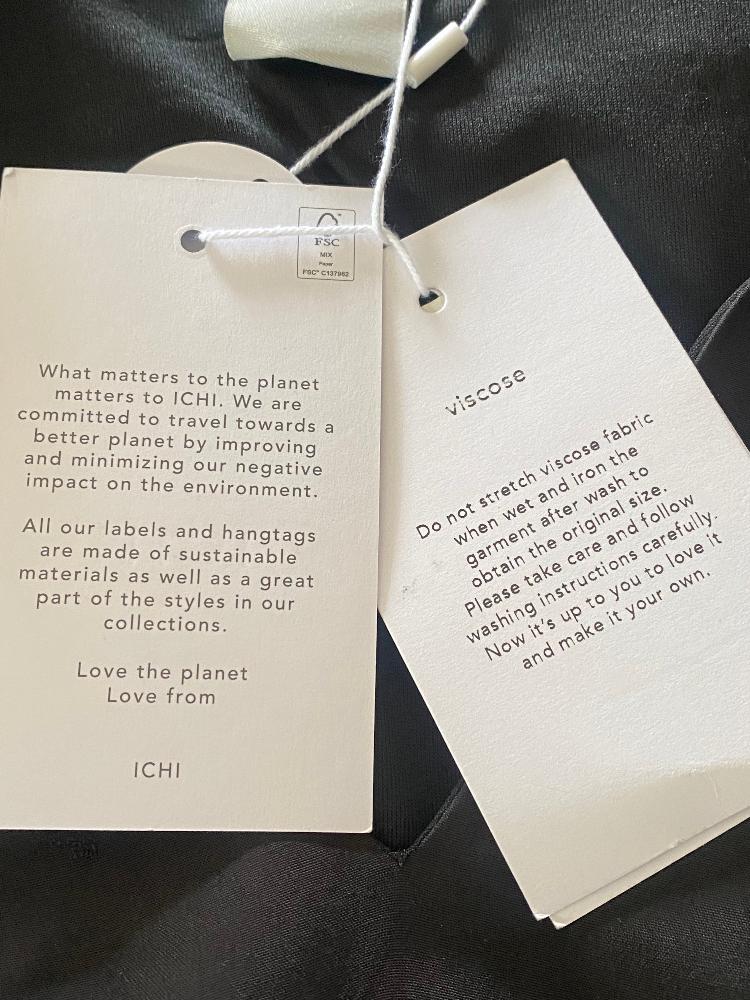 FSC
MIX
Paper
FSC® C137962
What matters to the planet
matters to ICHI. We are
committed to travel towards a
better planet by improving
and minimizing our negative
impact on the environment.
All our labels and hangtags
are made of sustainable
materials as well as a great
part of the styles in our
collections.
Love the planet
Love from
ICHI
viscose
Do not stretch viscose fabric
when wet and iron the
garment after wash to
obtain the original size.
Please take care and follow
washing instructions carefully.
Now it's up to you to love it
and make it your own.